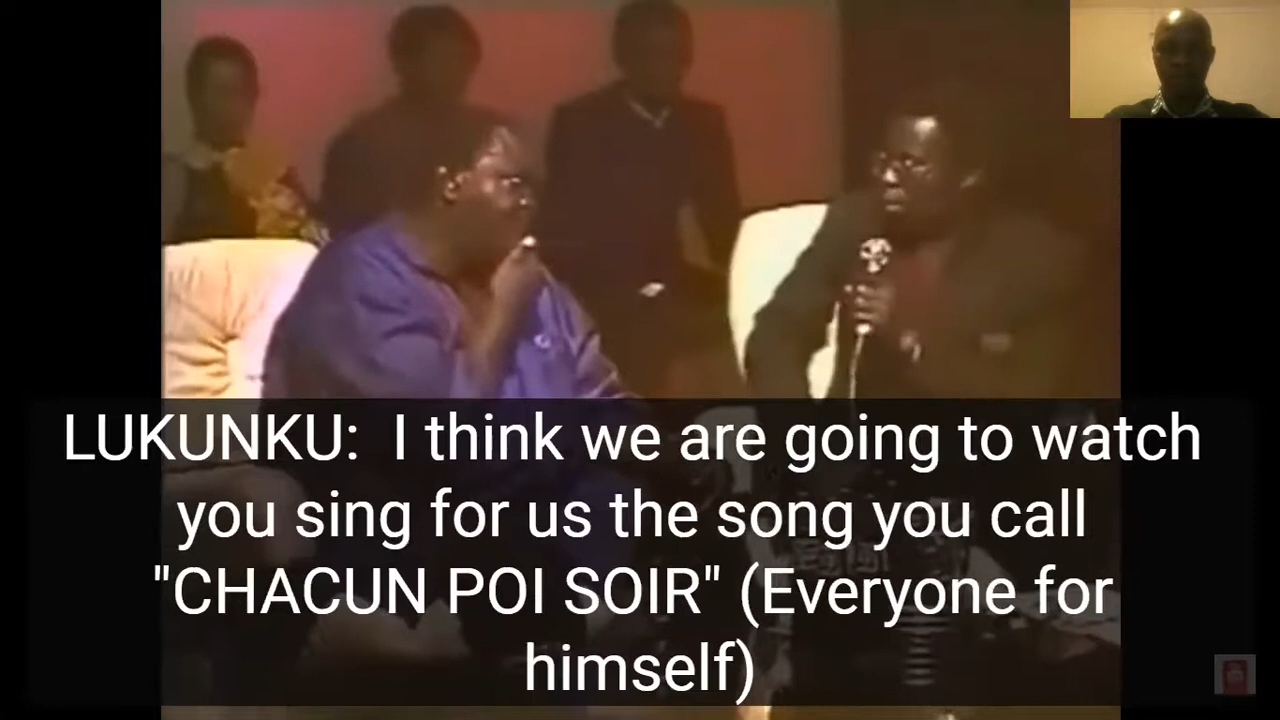 LUKUNKU:  I think we are going to watch
you sing for us the song you call
"CHACUN POI SOIR" (Everyone for
himself)